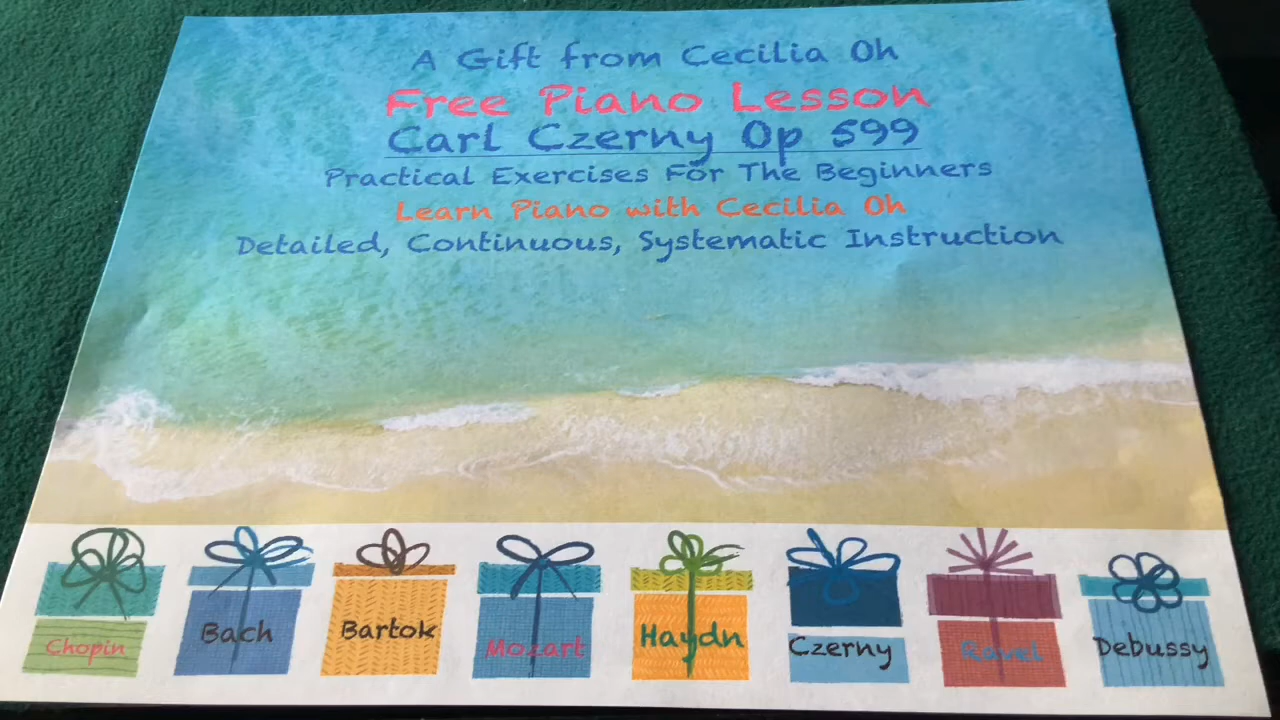 A Gift from Cecilia Oh
Free Piano Lesson
Carl Czerny Op 599
Practical Exercises For The Beginners
Learn Piano with Cecilia Oh
Detailed, Continuous, Systematic Instruction
Chopin
Bach
Bartok
Mozart
Haydn
Czerny
Ravel
Debussy